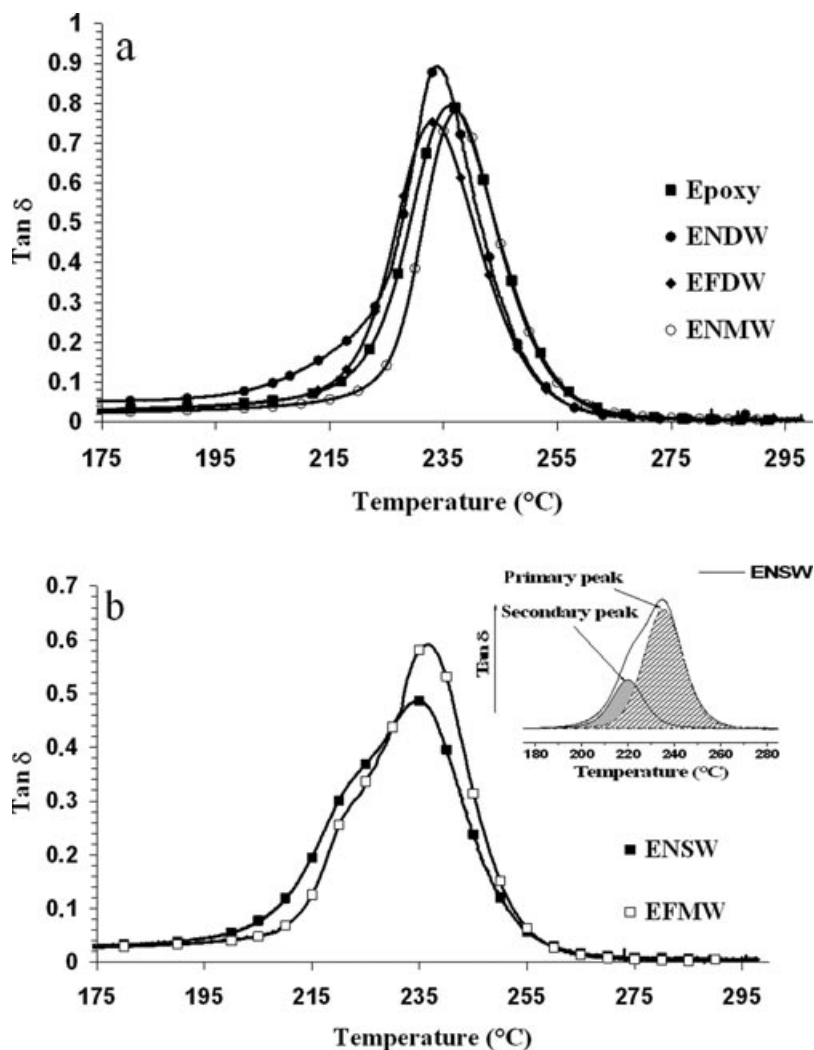 a
1
0.9
0.8
0.7
0.6
0.5
0.4
0.3
0.2
0.1
0
Tan δ
175 195 215 235 255 275 295
Temperature (°C)
Epoxy
ENDW
EFDW
ENMW
b
0.7
0.6
0.5
0.4
0.3
0.2
0.1
0
Tan δ
175 195 215 235 255 275 295
Temperature (°C)
ENSW
Primary peak
Secondary peak
Tan δ
180 200 220 240 260 280
Temperature (°C)
ENSW
EFMW